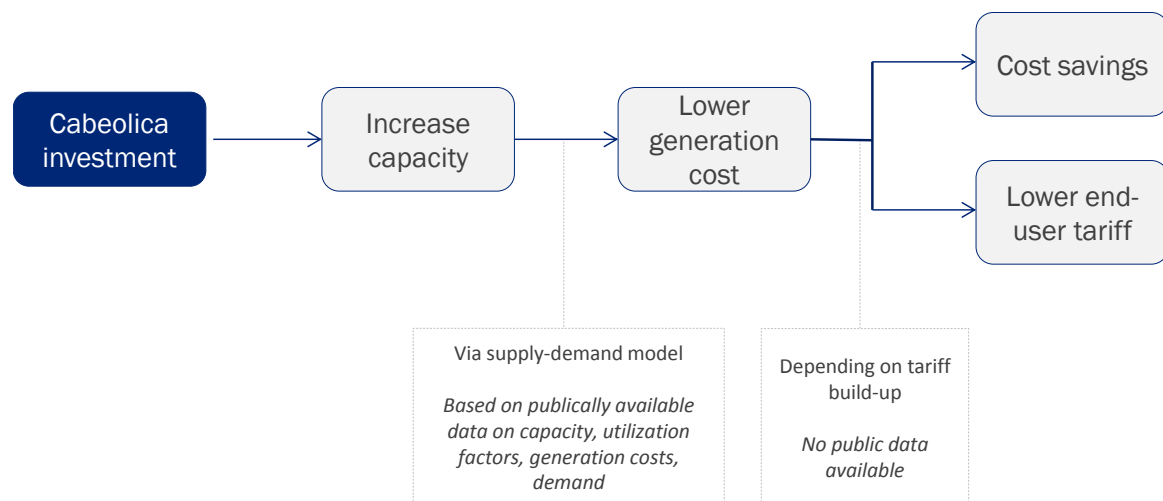 Cabeolica
investment
Increase
capacity
Lower
generation
cost
Cost savings
Lower end-
user tariff
Via supply-demand model
Based on publically available
data on capacity, utilization
factors, generation costs,
demand
Depending on tariff
build-up
No public data
available